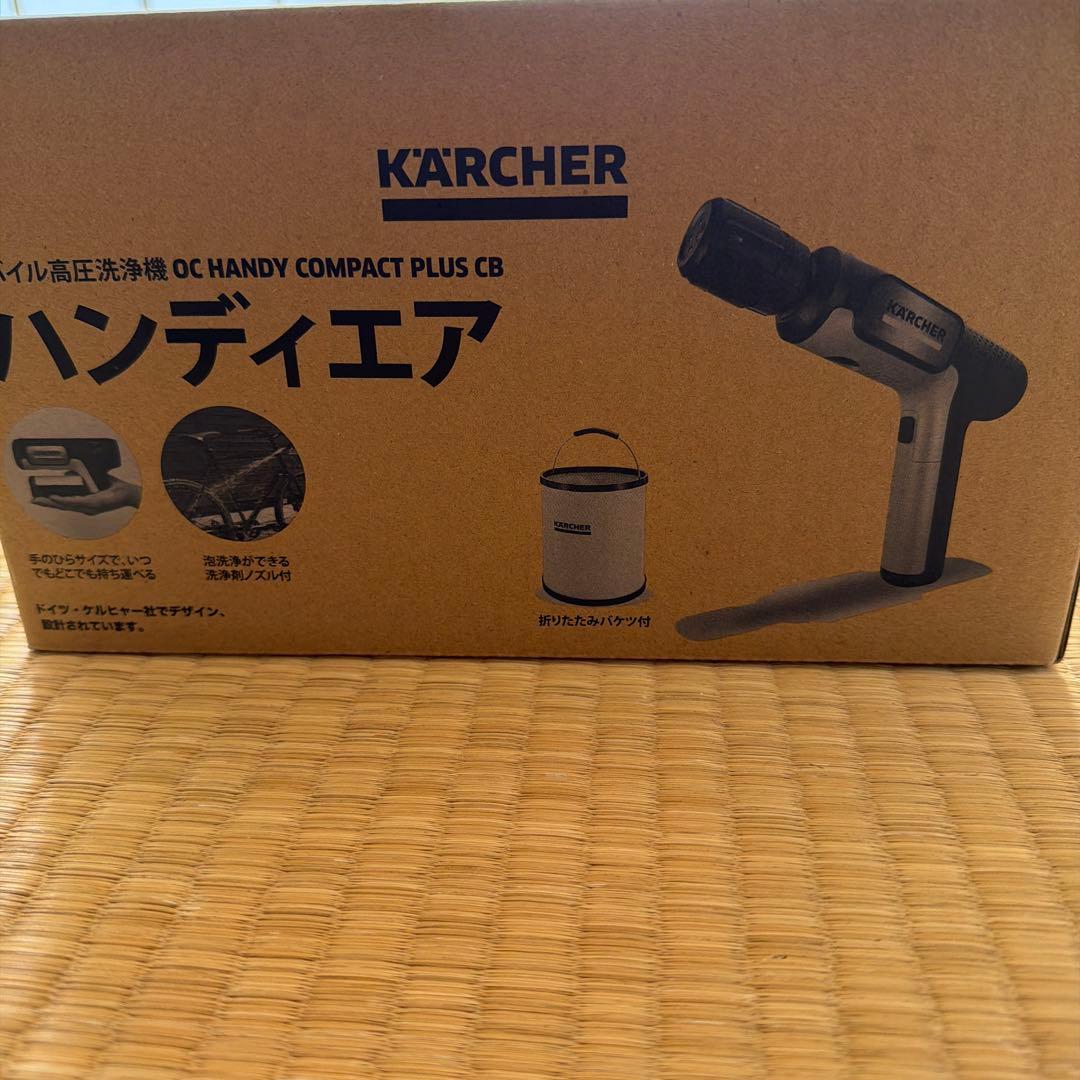 KÄRCHER
バイル高圧洗浄機 OC HANDY COMPACT PLUS CB
ハンディエア
KÄRCHER
KÄRCHER
手のひらサイズで、いつ
でもどこでも持ち運べる
泡洗浄ができる
洗浄剤ノズル付
折りたたみバケツ付
ドイツ・ケルヒャー社でデザイン、
設計されています。